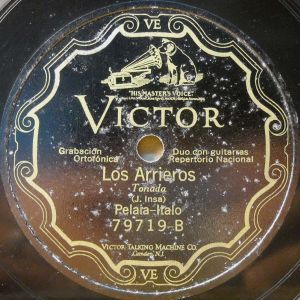 VE
"HIS MASTER'S VOICE"
VICTOR
Grabación
Ortofónica
Duo con guitarras
Repertorio Nacional
Los Arrieros
Tonada
(J. Insa)
Pelaia-Italo
79719-B
VICTOR TALKING MACHINE CO.
Camden, N.J.
VE